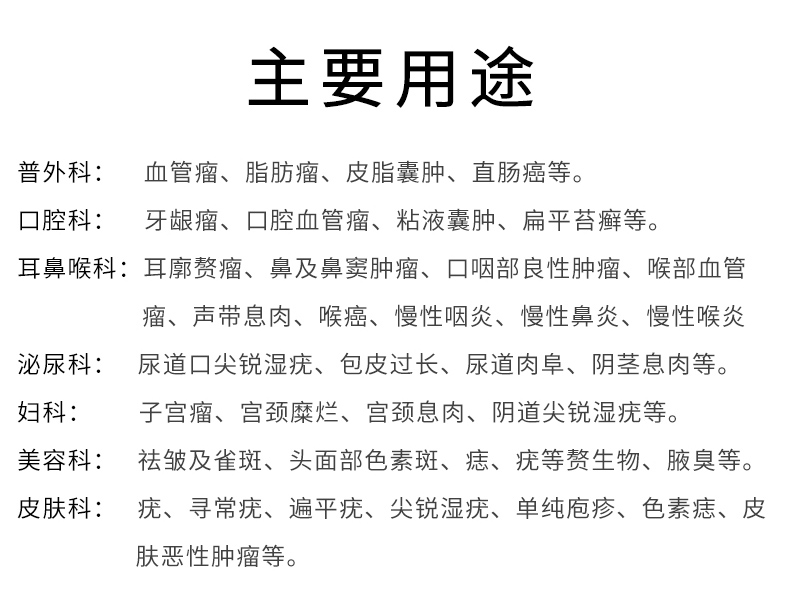 主要用途
普外科： 血管瘤、脂肪瘤、皮脂囊肿、直肠癌等。
口腔科： 牙龈瘤、口腔血管瘤、粘液囊肿、扁平苔癣等。
耳鼻喉科：耳廓赘瘤、鼻及鼻窦肿瘤、口咽部良性肿瘤、喉部血管
瘤、声带息肉、喉癌、慢性咽炎、慢性鼻炎、慢性喉炎
泌尿科： 尿道口尖锐湿疣、包皮过长、尿道肉阜、阴茎息肉等。
妇科： 子宫瘤、宫颈糜烂、宫颈息肉、阴道尖锐湿疣等。
美容科： 祛皱及雀斑、头面部色素斑、痣、疣等赘生物、腋臭等。
皮肤科： 疣、寻常疣、遍平疣、尖锐湿疣、单纯庖疹、色素痣、皮
肤恶性肿瘤等。